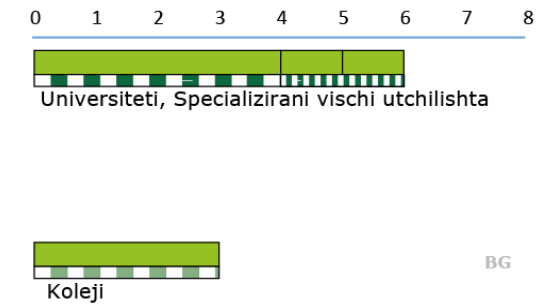 0 1 2 3 4 5 6 7 8
Universiteti, Specializirani vischi utchilishta
BG
Koleji